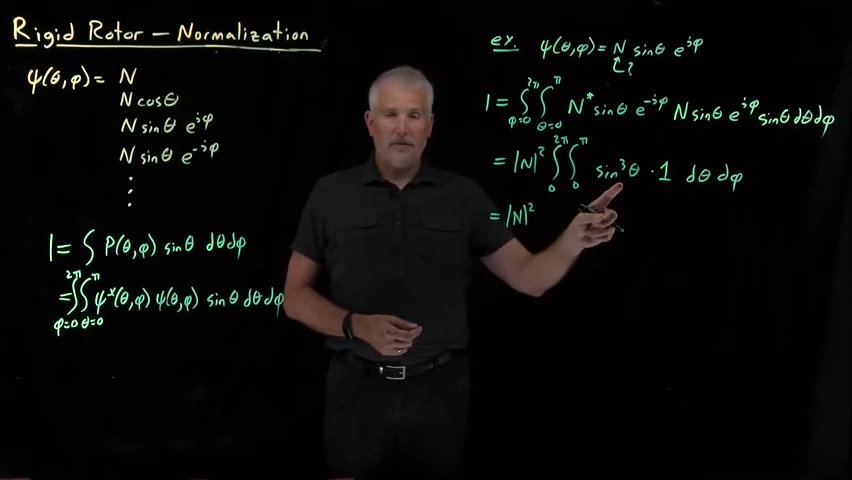 Rigid Rotor — Normalization
ψ(θ,φ) = N
N cosθ
N sinθ e^{iφ}
N sinθ e^{-iφ}
⋮
1 = ∫ P(θ,φ) sinθ dθdφ
= ∫_{φ=0}^{2π} ∫_{θ=0}^{π} ψ*(θ,φ) ψ(θ,φ) sinθ dθdφ
ex. ψ(θ,φ) = N sinθ e^{iφ}
?
1 = ∫_{φ=0}^{2π} ∫_{θ=0}^{π} N* sinθ e^{-iφ} N sinθ e^{iφ} sinθ dθdφ
= |N|² ∫_0^{2π} ∫_0^{π} sin³θ · 1 dθ dφ
= |N|²